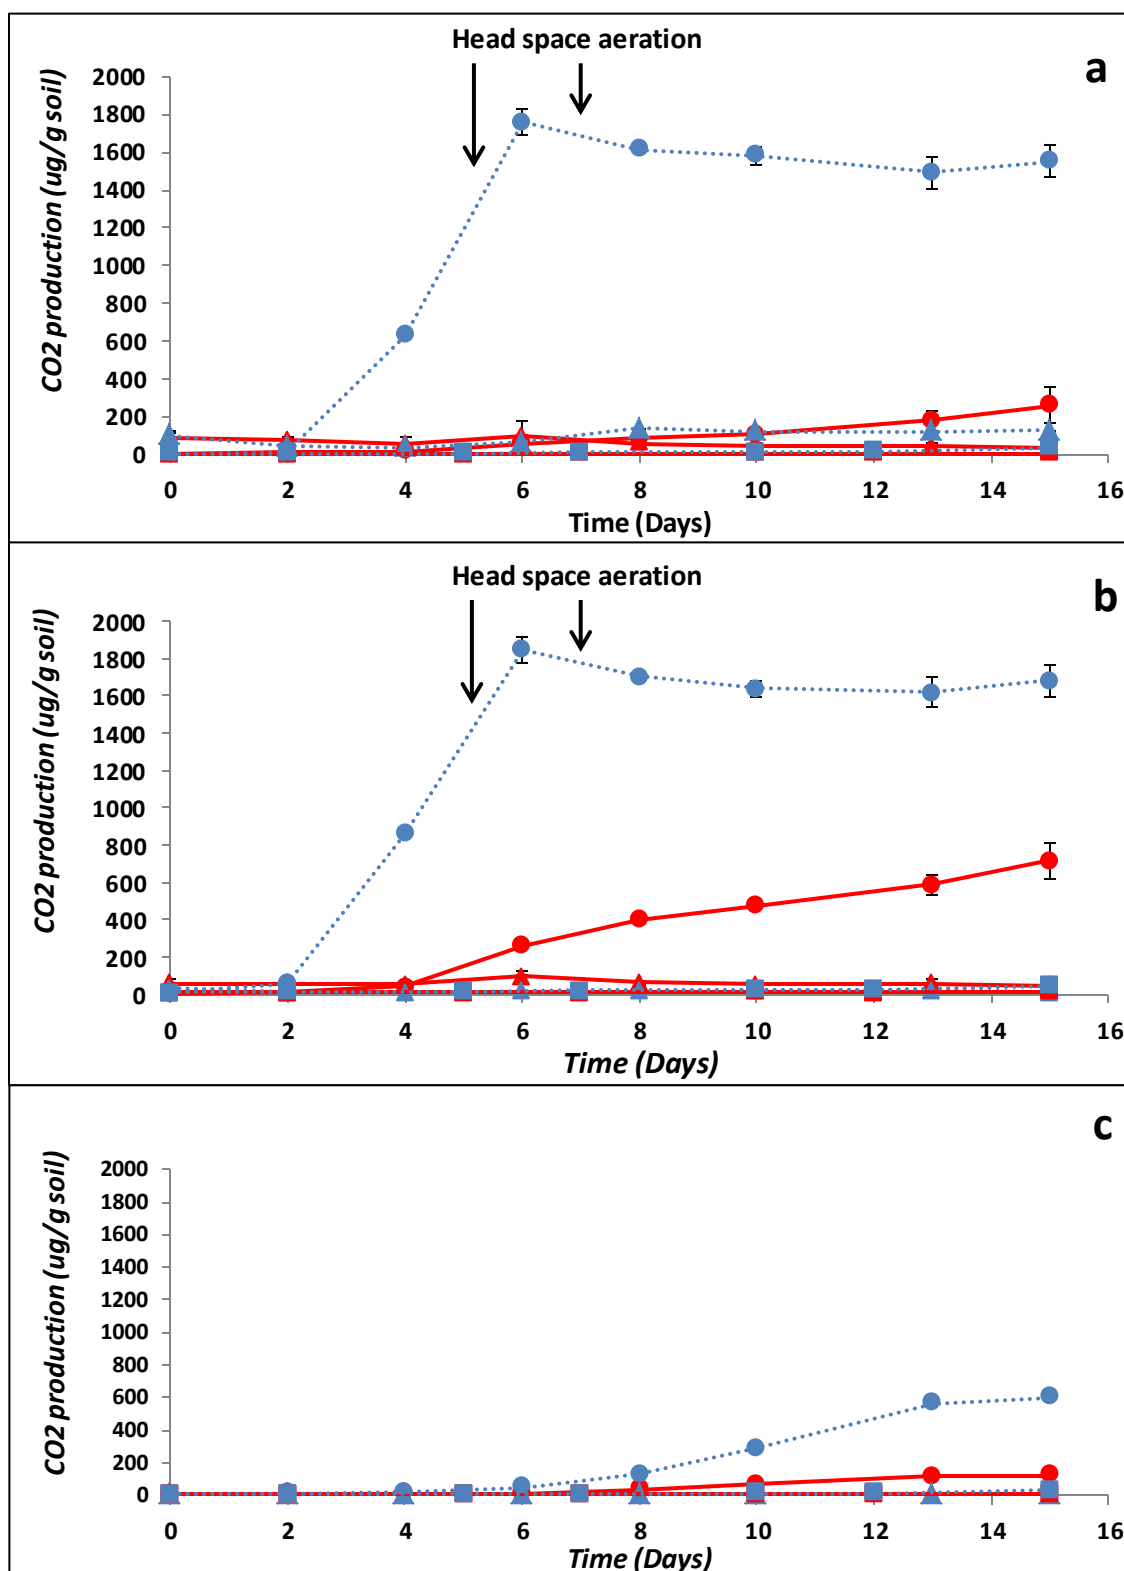 Head space aeration
a
CO2 production (ug/g soil)
2000
1800
1600
1400
1200
1000
800
600
400
200
0
0 2 4 6 8 10 12 14 16
Time (Days)
Head space aeration
b
CO2 production (ug/g soil)
2000
1800
1600
1400
1200
1000
800
600
400
200
0
0 2 4 6 8 10 12 14 16
Time (Days)
c
CO2 production (ug/g soil)
2000
1800
1600
1400
1200
1000
800
600
400
200
0
0 2 4 6 8 10 12 14 16
Time (Days)